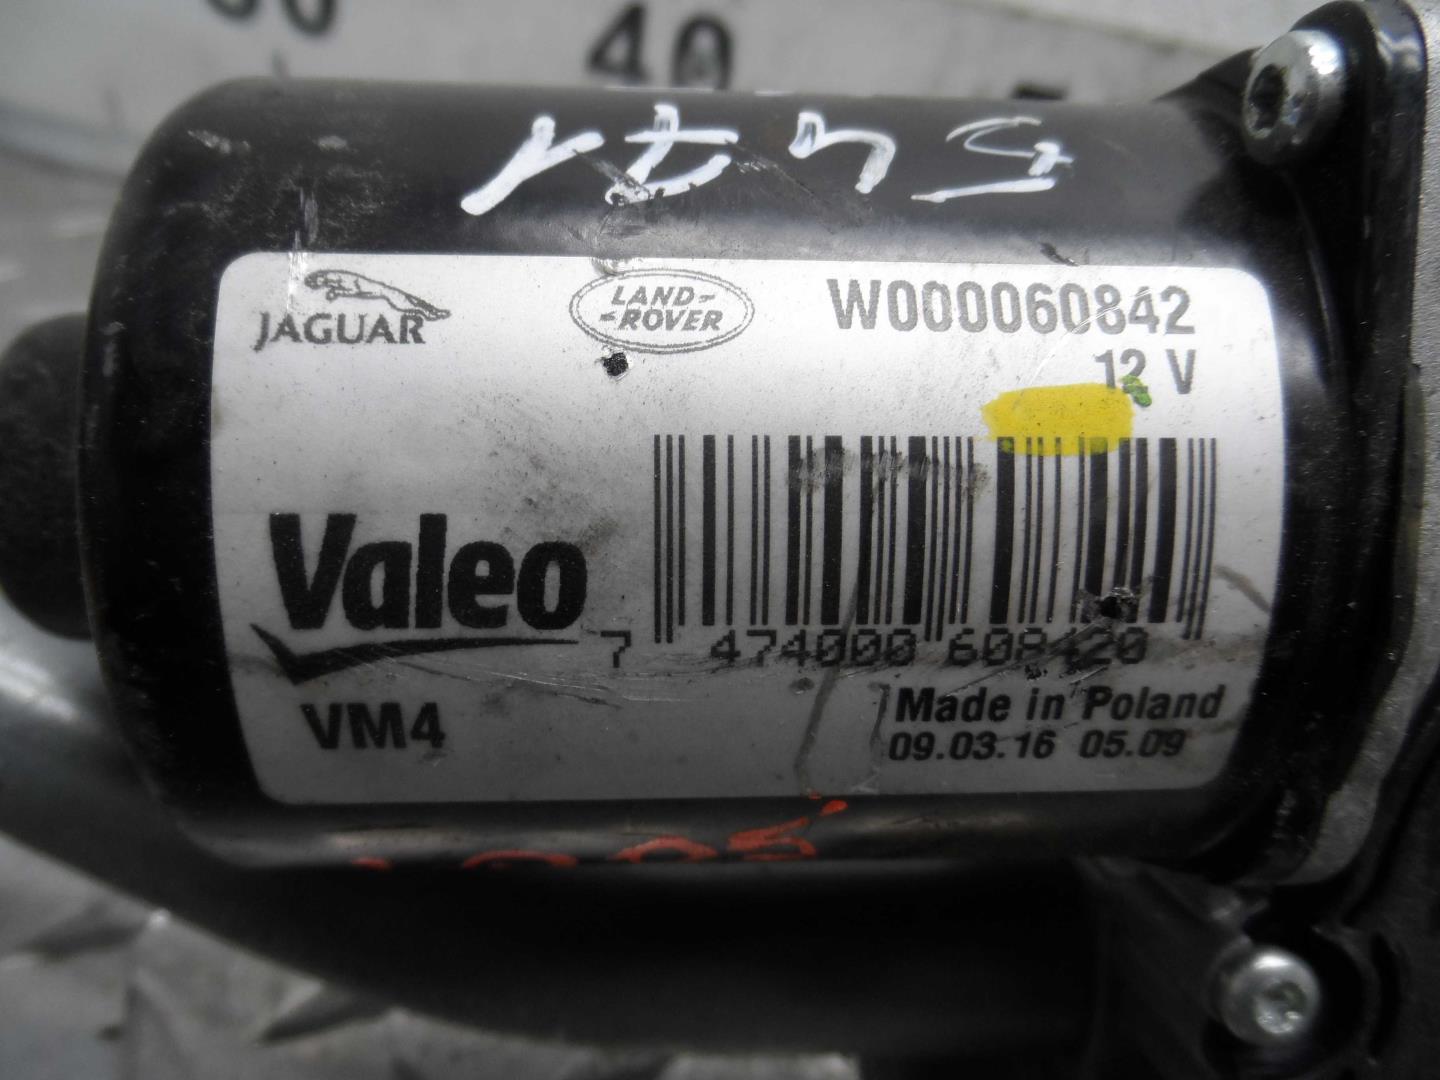 40
5471
JAGUAR
LAND-
-ROVER
W000060842
12 V
Valeo
7 474000 608420
VM4
Made in Poland
09.03.16 05.09